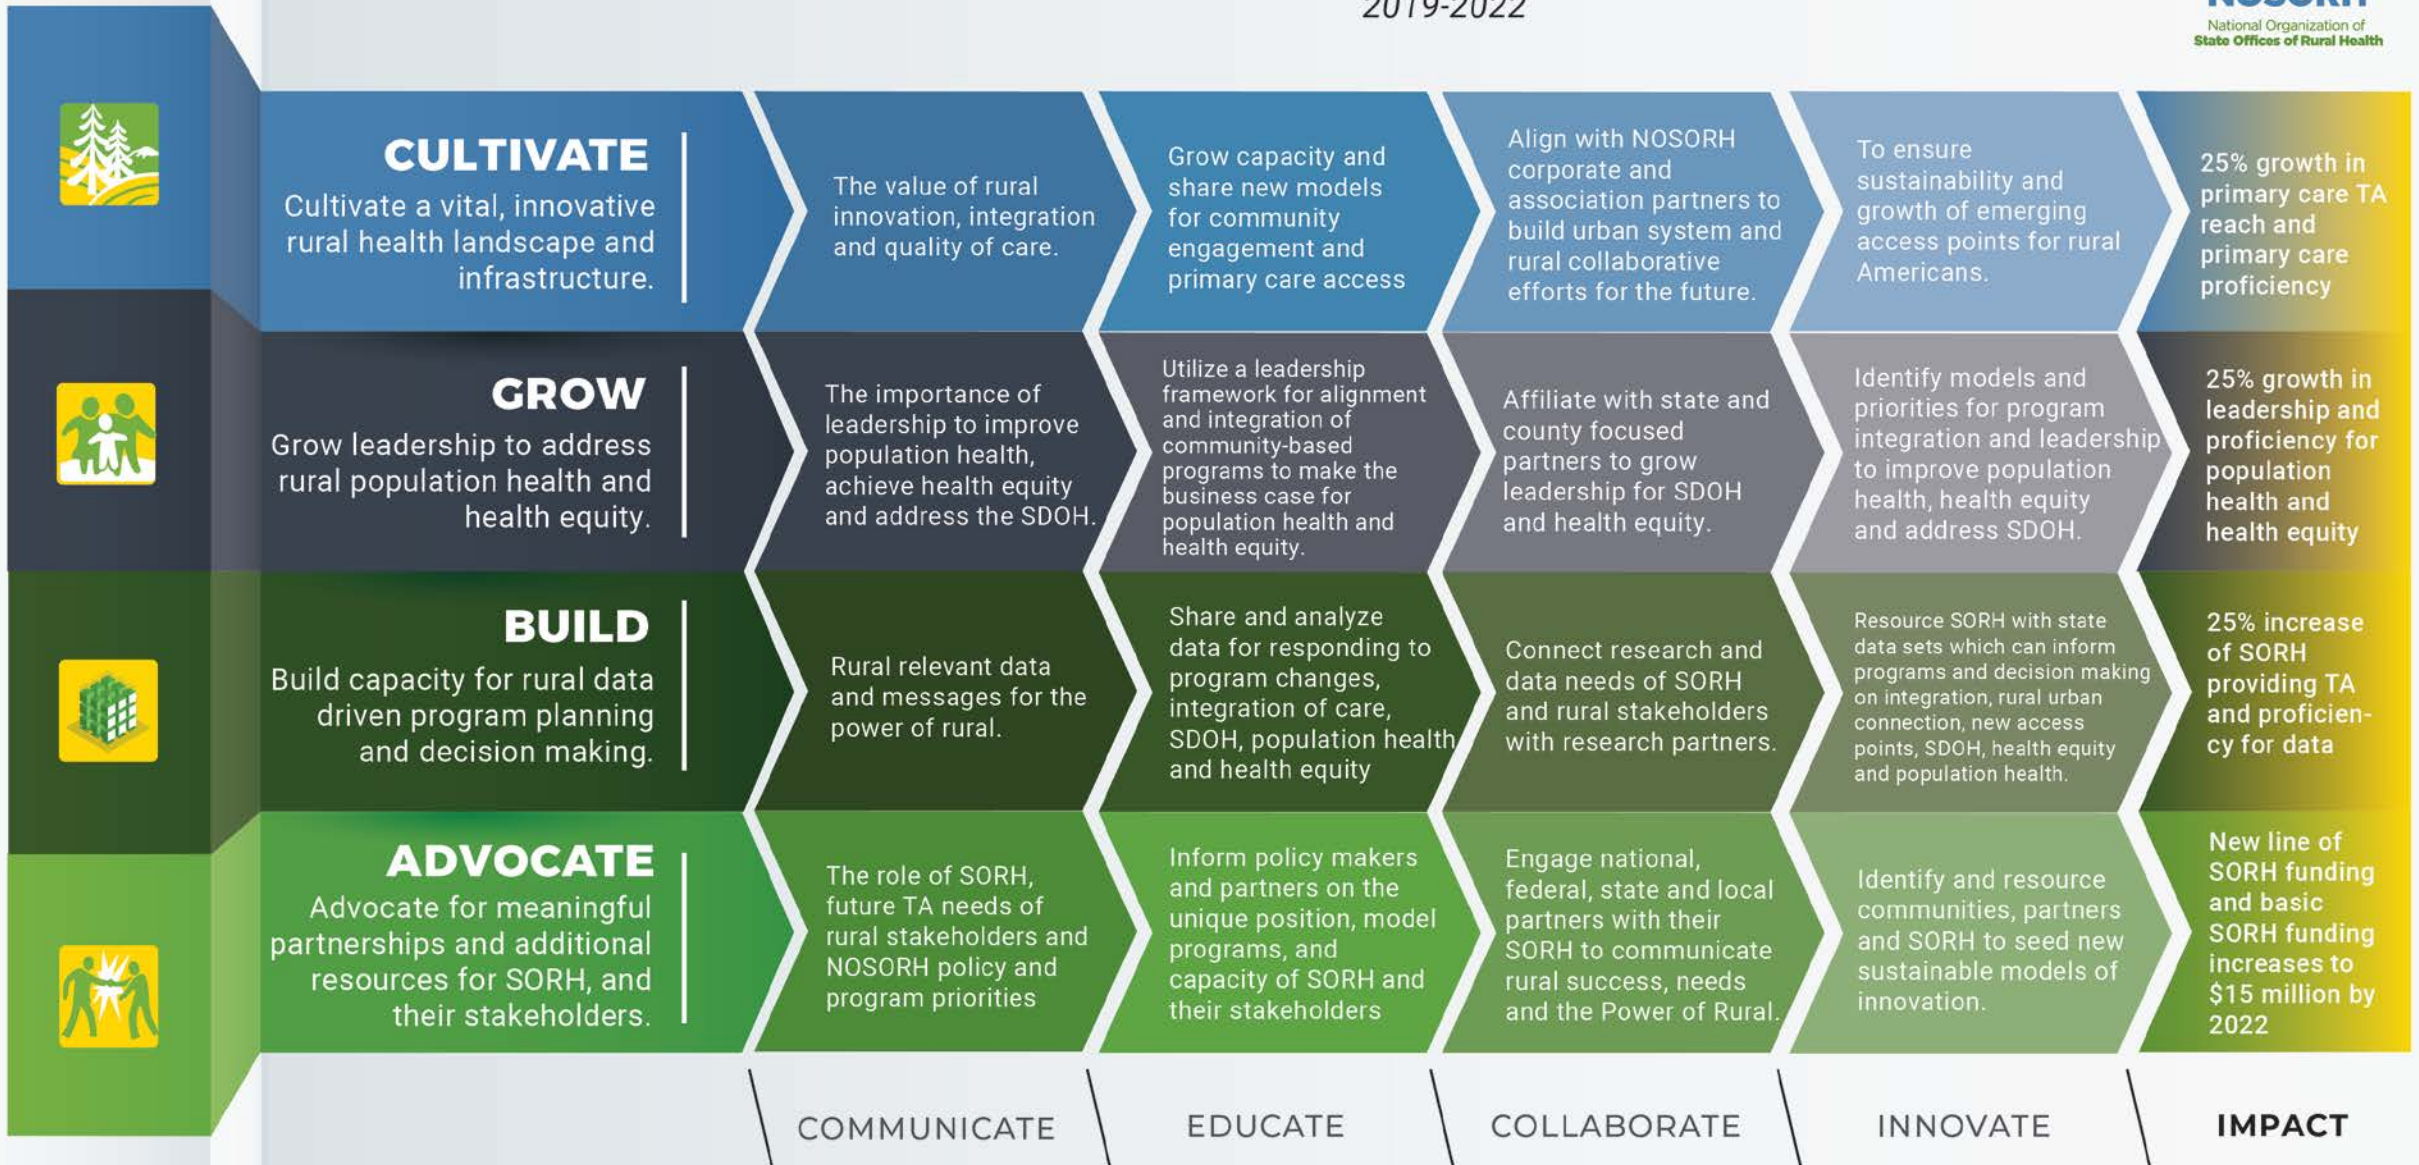 2019-2022
NOSORH
National Organization of
State Offices of Rural Health
CULTIVATE
Cultivate a vital, innovative
rural health landscape and
infrastructure.
The value of rural
innovation, integration
and quality of care.
Grow capacity and
share new models
for community
engagement and
primary care access
Align with NOSORH
corporate and
association partners to
build urban system and
rural collaborative
efforts for the future.
To ensure
sustainability and
growth of emerging
access points for rural
Americans.
25% growth in
primary care TA
reach and
primary care
proficiency
GROW
Grow leadership to address
rural population health and
health equity.
The importance of
leadership to improve
population health,
achieve health equity
and address the SDOH.
Utilize a leadership
framework for alignment
and integration of
community-based
programs to make the
business case for
population health and
health equity.
Affiliate with state and
county focused
partners to grow
leadership for SDOH
and health equity.
Identify models and
priorities for program
integration and leadership
to improve population
health, health equity
and address SDOH.
25% growth in
leadership and
proficiency for
population
health and
health equity
BUILD
Build capacity for rural data
driven program planning
and decision making.
Rural relevant data
and messages for the
power of rural.
Share and analyze
data for responding to
program changes,
integration of care,
SDOH, population health
and health equity
Connect research and
data needs of SORH
and rural stakeholders
with research partners.
Resource SORH with state
data sets which can inform
programs and decision making
on integration, rural urban
connection, new access
points, SDOH, health equity
and population health.
25% increase
of SORH
providing TA
and proficien-
cy for data
ADVOCATE
Advocate for meaningful
partnerships and additional
resources for SORH, and
their stakeholders.
The role of SORH,
future TA needs of
rural stakeholders and
NOSORH policy and
program priorities
Inform policy makers
and partners on the
unique position, model
programs, and
capacity of SORH and
their stakeholders
Engage national,
federal, state and local
partners with their
SORH to communicate
rural success, needs
and the Power of Rural.
Identify and resource
communities, partners
and SORH to seed new
sustainable models of
innovation.
New line of
SORH funding
and basic
SORH funding
increases to
$15 million by
2022
COMMUNICATE
EDUCATE
COLLABORATE
INNOVATE
IMPACT